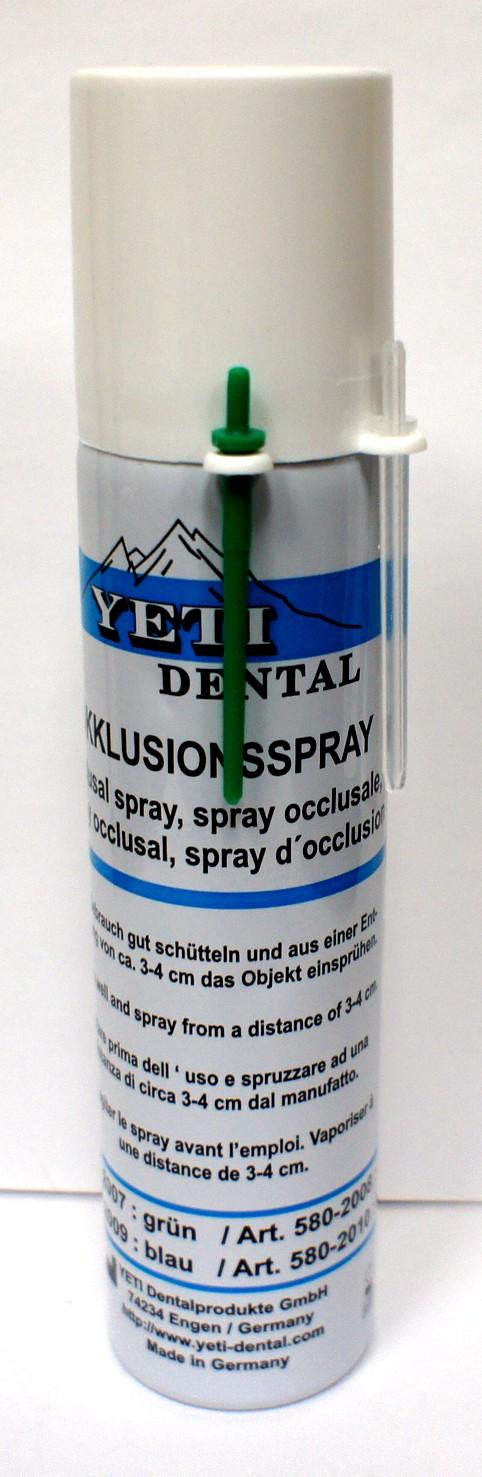 YETI
DENTAL
KKLUSIONSSPRAY
usal spray, spray occlusale,
occlusal, spray d´occlusion
brauch gut schütteln und aus einer Ent-
g von ca. 3-4 cm das Objekt einsprühen.
well and spray from a distance of 3-4 cm.
are prima dell ‘ uso e spruzzare ad una
stanza di circa 3-4 cm dal manufatto.
le spray avant l’emploi. Vaporiser à
une distance de 3-4 cm.
2007 : grün / Art. 580-2008
2009 : blau / Art. 580-2010
YETI Dentalprodukte GmbH
74234 Engen / Germany
http://www.yeti-dental.com
Made in Germany